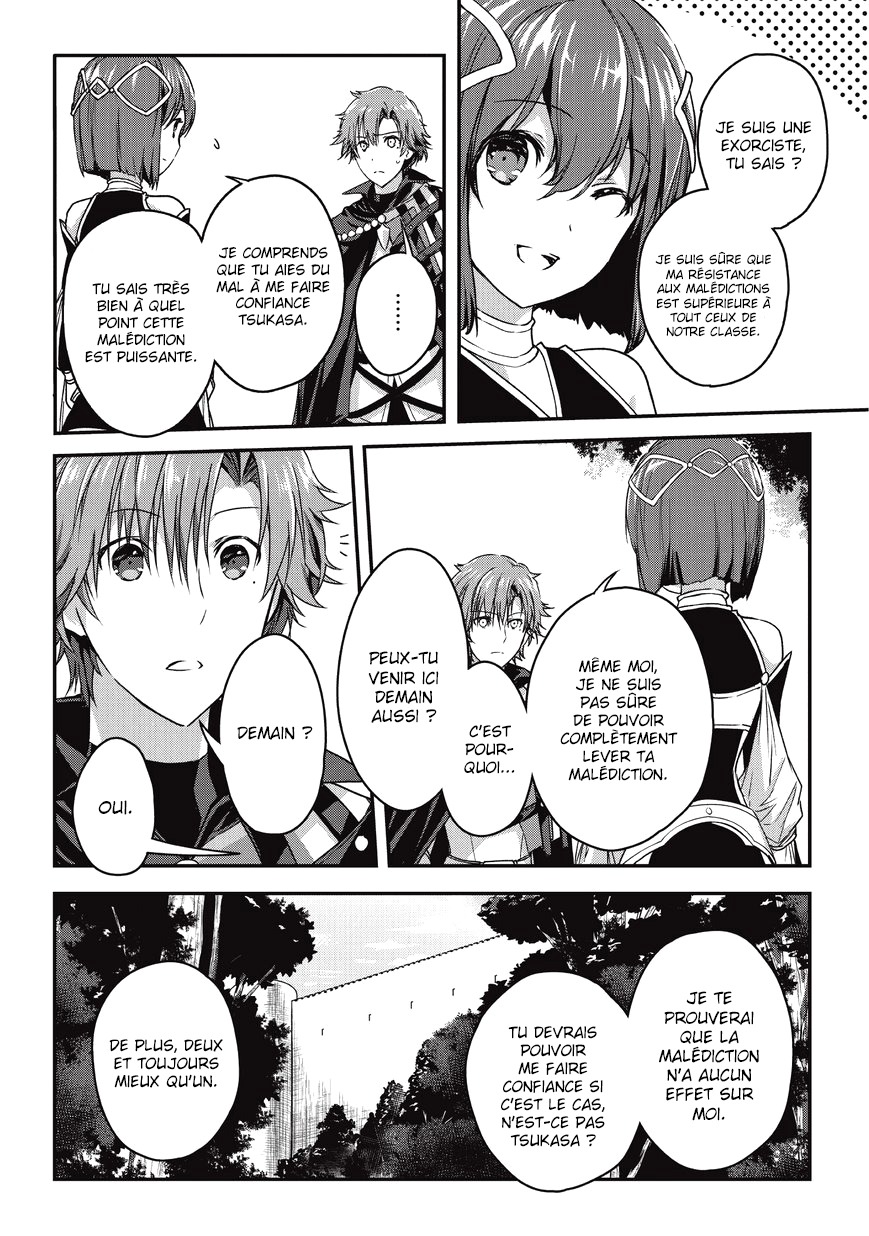 JE SUIS UNE
EXORCISTE,
TU SAIS ?
JE SUIS SÛRE QUE
MA RÉSISTANCE
AUX MALÉDICTIONS
EST SUPÉRIEURE À
TOUT CEUX DE
NOTRE CLASSE.
........
JE COMPRENDS
QUE TU AIES DU
MAL À ME FAIRE
CONFIANCE
TSUKASA.
TU SAIS TRÈS
BIEN À QUEL
POINT CETTE
MALÉDICTION
EST PUISSANTE.
MÊME MOI,
JE NE SUIS
PAS SÛRE
DE POUVOIR
COMPLÈTEMENT
LEVER TA
MALÉDICTION.
C'EST
POUR-
QUOI...
PEUX-TU
VENIR ICI
DEMAIN
AUSSI ?
DEMAIN ?
OUI.
JE TE
PROUVERAI
QUE LA
MALÉDICTION
N'A AUCUN
EFFET SUR
MOI.
TU DEVRAIS
POUVOIR
ME FAIRE
CONFIANCE SI
C'EST LE CAS,
N'EST-CE PAS
TSUKASA ?
DE PLUS, DEUX
ET TOUJOURS
MIEUX QU'UN.